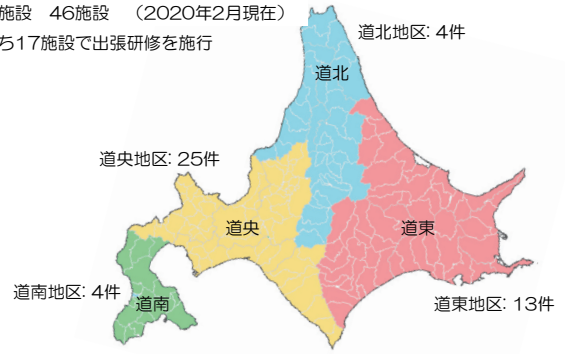 施設 46施設 (2020年2月現在)
ち17施設で出張研修を施行
道北地区: 4件
道北
道央地区: 25件
道央
道東
道南地区: 4件
道南
道東地区: 13件